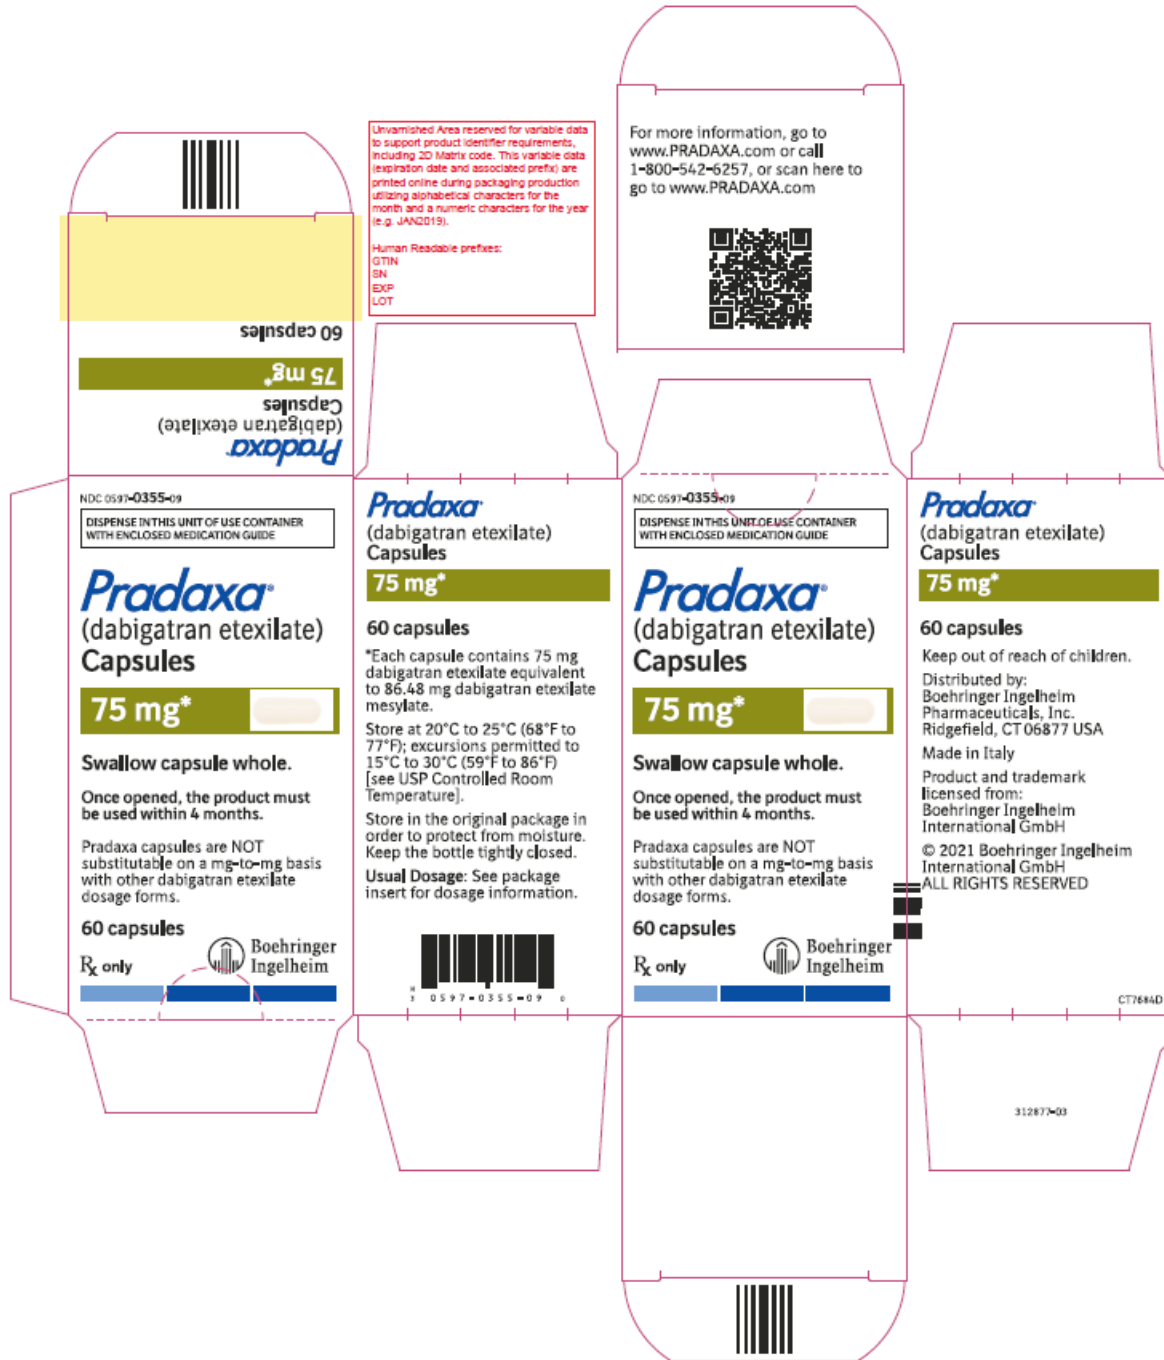 Unvarnished Area reserved for variable data
to support product identifier requirements,
including 2D Matrix code. This variable data
(expiration date and associated prefix) are
printed online during packaging production
utilizing alphabetical characters for the
month and a numeric characters for the year
(e.g. JAN2019).
Human Readable prefixes:
GTIN
SN
EXP
LOT
For more information, go to
www.PRADAXA.com or call
1-800-542-6257, or scan here to
go to www.PRADAXA.com
Pradaxa®
(dabigatran etexilate)
Capsules
75 mg*
60 capsules
NDC 0597-0355-09
DISPENSE IN THIS UNIT OF USE CONTAINER
WITH ENCLOSED MEDICATION GUIDE
Pradaxa®
(dabigatran etexilate)
Capsules
75 mg*
Swallow capsule whole.
Once opened, the product must
be used within 4 months.
Pradaxa capsules are NOT
substitutable on a mg-to-mg basis
with other dabigatran etexilate
dosage forms.
60 capsules
Rx only
Boehringer
Ingelheim
Pradaxa®
(dabigatran etexilate)
Capsules
75 mg*
60 capsules
*Each capsule contains 75 mg
dabigatran etexilate equivalent
to 86.48 mg dabigatran etexilate
mesylate.
Store at 20°C to 25°C (68°F to
77°F); excursions permitted to
15°C to 30°C (59°F to 86°F)
[see USP Controlled Room
Temperature].
Store in the original package in
order to protect from moisture.
Keep the bottle tightly closed.
Usual Dosage: See package
insert for dosage information.
N
3 0597-0355-09 0
NDC 0597-0355-09
DISPENSE IN THIS UNIT OF USE CONTAINER
WITH ENCLOSED MEDICATION GUIDE
Pradaxa®
(dabigatran etexilate)
Capsules
75 mg*
Swallow capsule whole.
Once opened, the product must
be used within 4 months.
Pradaxa capsules are NOT
substitutable on a mg-to-mg basis
with other dabigatran etexilate
dosage forms.
60 capsules
Rx only
Boehringer
Ingelheim
Pradaxa®
(dabigatran etexilate)
Capsules
75 mg*
60 capsules
Keep out of reach of children.
Distributed by:
Boehringer Ingelheim
Pharmaceuticals, Inc.
Ridgefield, CT 06877 USA
Made in Italy
Product and trademark
licensed from:
Boehringer Ingelheim
International GmbH
© 2021 Boehringer Ingelheim
International GmbH
ALL RIGHTS RESERVED
CT7684D
312877-03